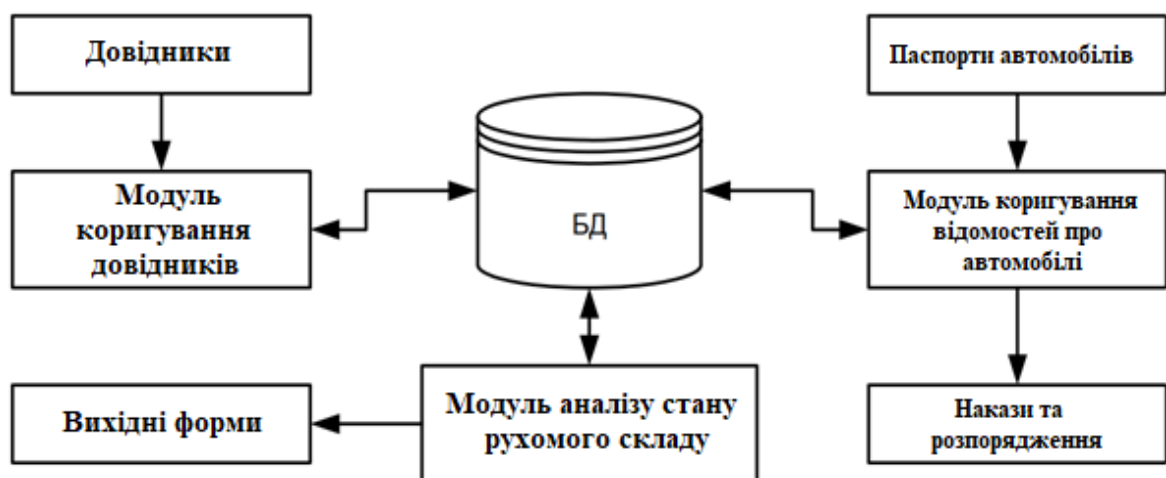 Довідники
Паспорти автомобілів
Модуль
коригування
довідників
БД
Модуль коригування
відомостей про
автомобілі
Вихідні форми
Модуль аналізу стану
рухомого складу
Накази та
розпорядження